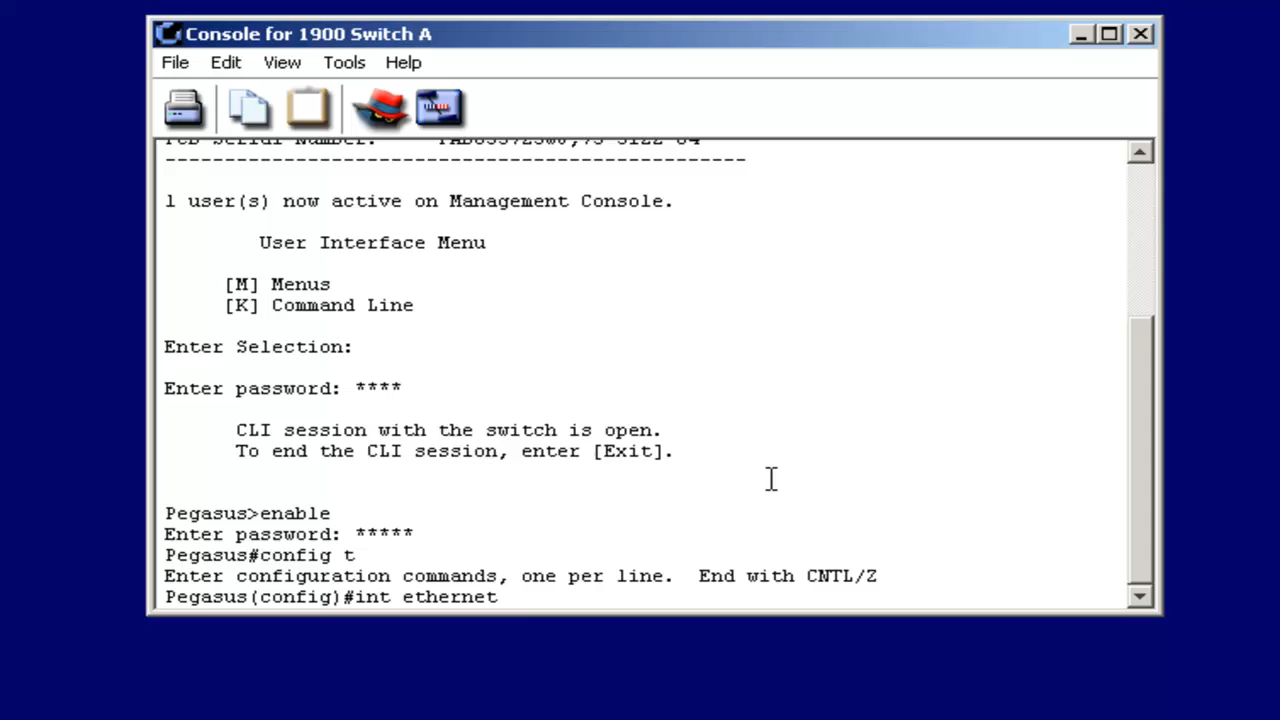 Console for 1900 Switch A
File Edit View Tools Help
-------------------------------------------------
1 user(s) now active on Management Console.
User Interface Menu
[M] Menus
[K] Command Line
Enter Selection:
Enter password: ****
CLI session with the switch is open.
To end the CLI session, enter [Exit].
Pegasus>enable
Enter password: *****
Pegasus#config t
Enter configuration commands, one per line.  End with CNTL/Z
Pegasus(config)#int ethernet